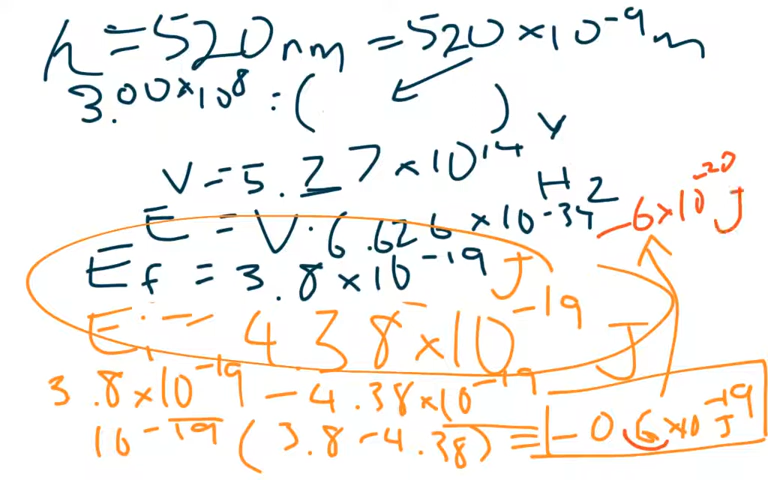 λ = 520 nm = 520 × 10⁻⁹ m
3.00 × 10⁸ = ( ) ν
ν = 5.77 × 10¹⁴ Hz
E = ν · 6.626 × 10⁻³⁴
-6 × 10⁻²⁰ J
E_f = 3.8 × 10⁻¹⁹ J
E_i = 4.38 × 10⁻¹⁹ J
3.8 × 10⁻¹⁹ - 4.38 × 10⁻¹⁹
10⁻¹⁹ (3.8 - 4.38) = -0.6 × 10⁻¹⁹ J